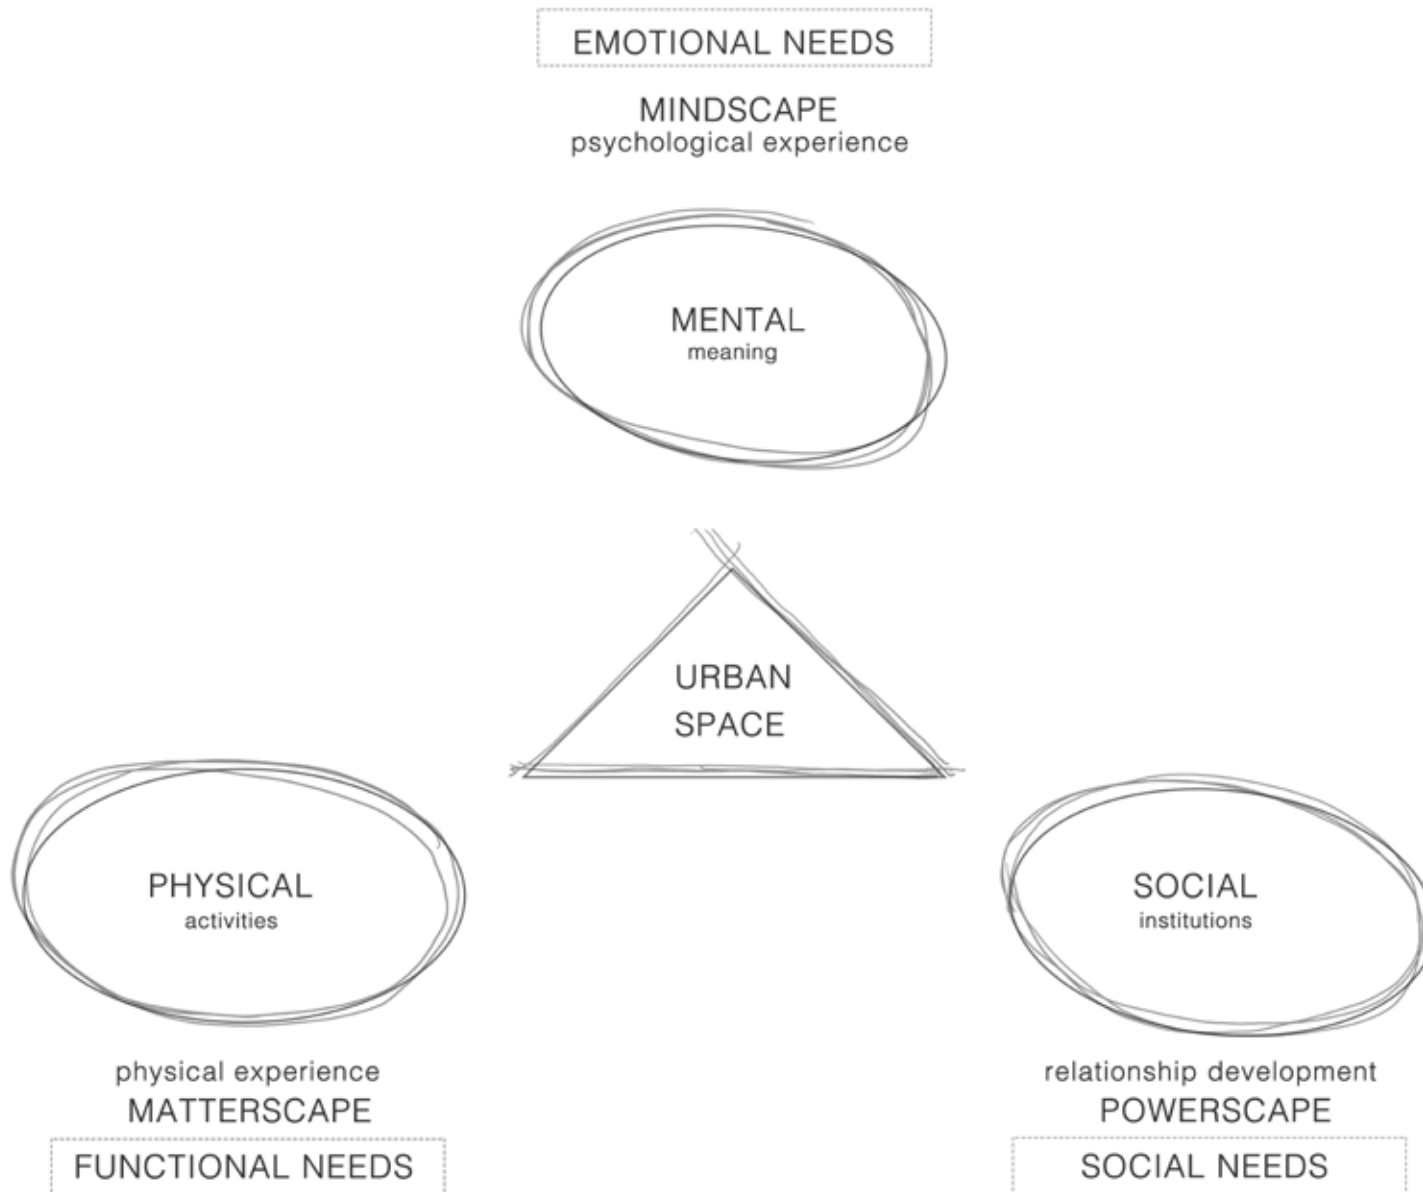 EMOTIONAL NEEDS
MINDSCAPE
psychological experience
MENTAL
meaning
URBAN
SPACE
PHYSICAL
activities
physical experience
MATTERSCAPE
FUNCTIONAL NEEDS
SOCIAL
institutions
relationship development
POWERSCAPE
SOCIAL NEEDS